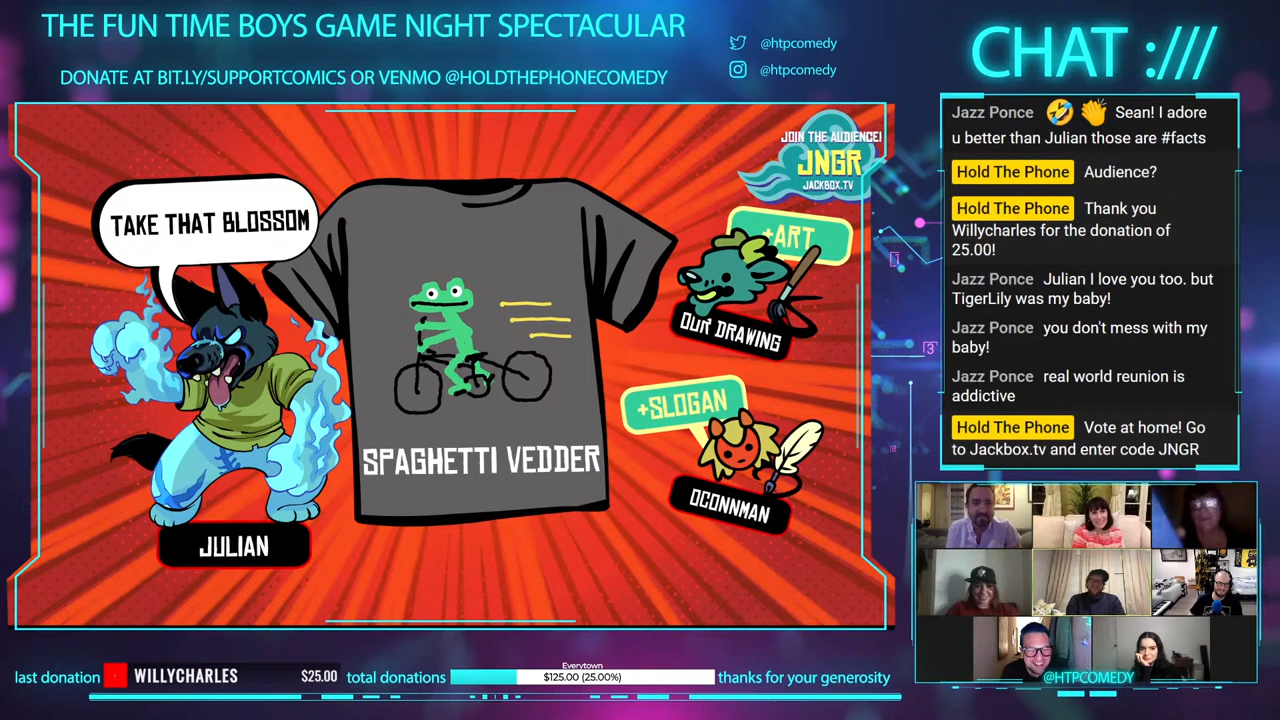 THE FUN TIME BOYS GAME NIGHT SPECTACULAR
DONATE AT BIT.LY/SUPPORTCOMICS OR VENMO @HOLDTHEPHONECOMEDY
@htpcomedy
@htpcomedy
CHAT :///
JOIN THE AUDIENCE!
JNGR
JACKBOX.TV
TAKE THAT BLOSSOM
+ART
OUR DRAWING
+SLOGAN
OCONNMAN
SPAGHETTI VEDDER
JULIAN
Jazz Ponce 🤣 👏 Sean! I adore
u better than Julian those are #facts
Hold The Phone Audience?
Hold The Phone Thank you
Willycharles for the donation of
25.00!
Jazz Ponce Julian I love you too. but
TigerLily was my baby!
Jazz Ponce you don't mess with my
baby!
Jazz Ponce real world reunion is
addictive
Hold The Phone Vote at home! Go
to Jackbox.tv and enter code JNGR
@HTPCOMEDY
last donation WILLYCHARLES $25.00 total donations
Everytown
$125.00 (25.00%)
thanks for your generosity